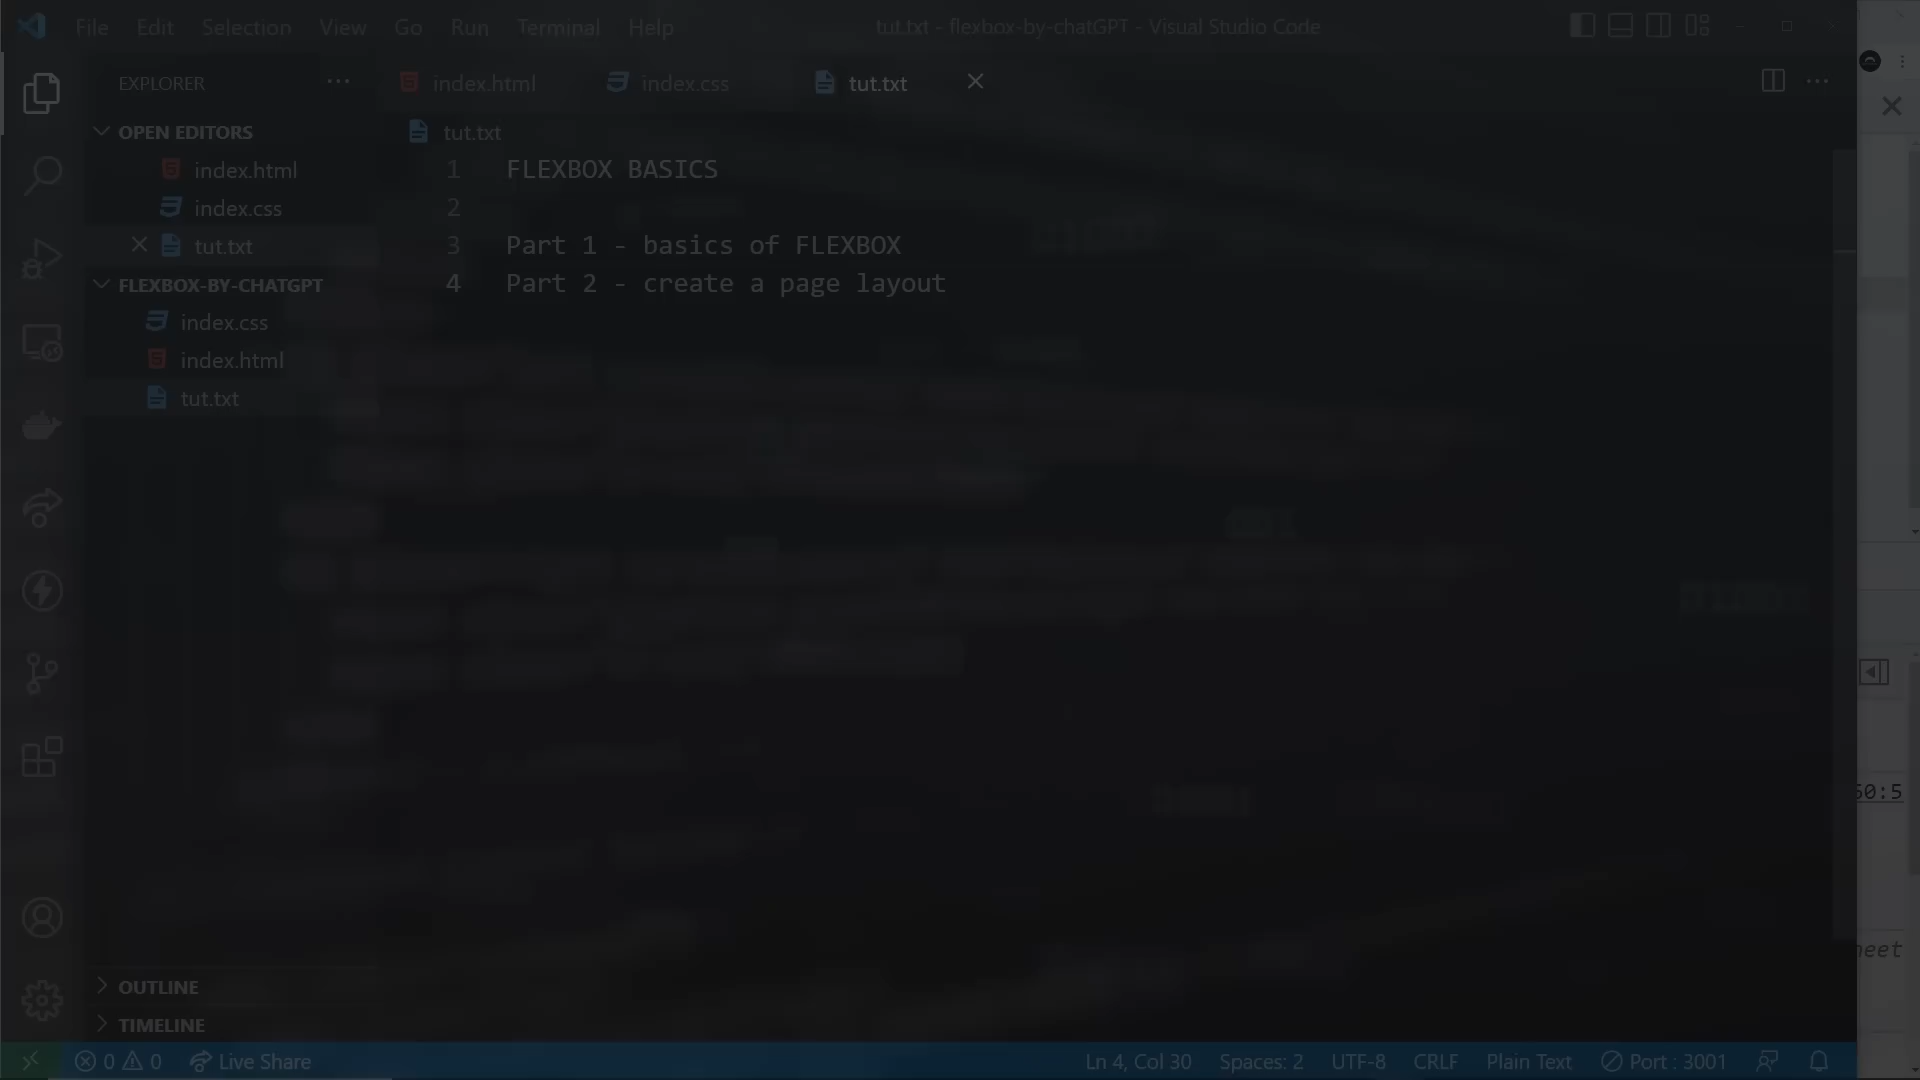 File Edit Selection View Go Run Terminal Help
tut.txt - flexbox-by-chatGPT - Visual Studio Code
EXPLORER
index.html
index.css
tut.txt
OPEN EDITORS
index.html
index.css
tut.txt
FLEXBOX-BY-CHATGPT
index.css
index.html
tut.txt
OUTLINE
TIMELINE
tut.txt
1 FLEXBOX BASICS
2
3 Part 1 - basics of FLEXBOX
4 Part 2 - create a page layout
60:5
heet
0 0 Live Share
Ln 4, Col 30 Spaces: 2 UTF-8 CRLF Plain Text Port : 3001